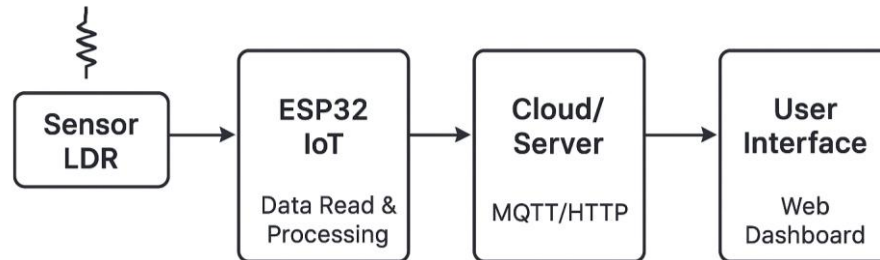 Sensor
LDR
ESP32
IoT
Data Read &
Processing
Cloud/
Server
MQTT/HTTP
User
Interface
Web
Dashboard